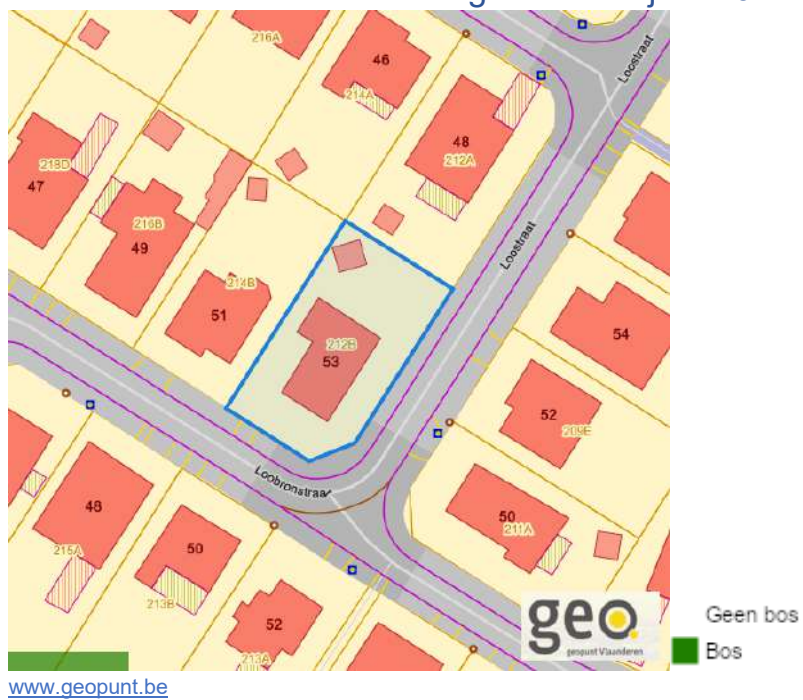 216A
46
214A
48
212A
Loostraat
218D
47
216B
49
Loostraat
214B
51
212B
53
54
52
209E
Loobronstraat
48
50
211A
215A
50
213B
52
213A
geo
geopunt Vlaanderen
Geen bos
Bos
www.geopunt.be